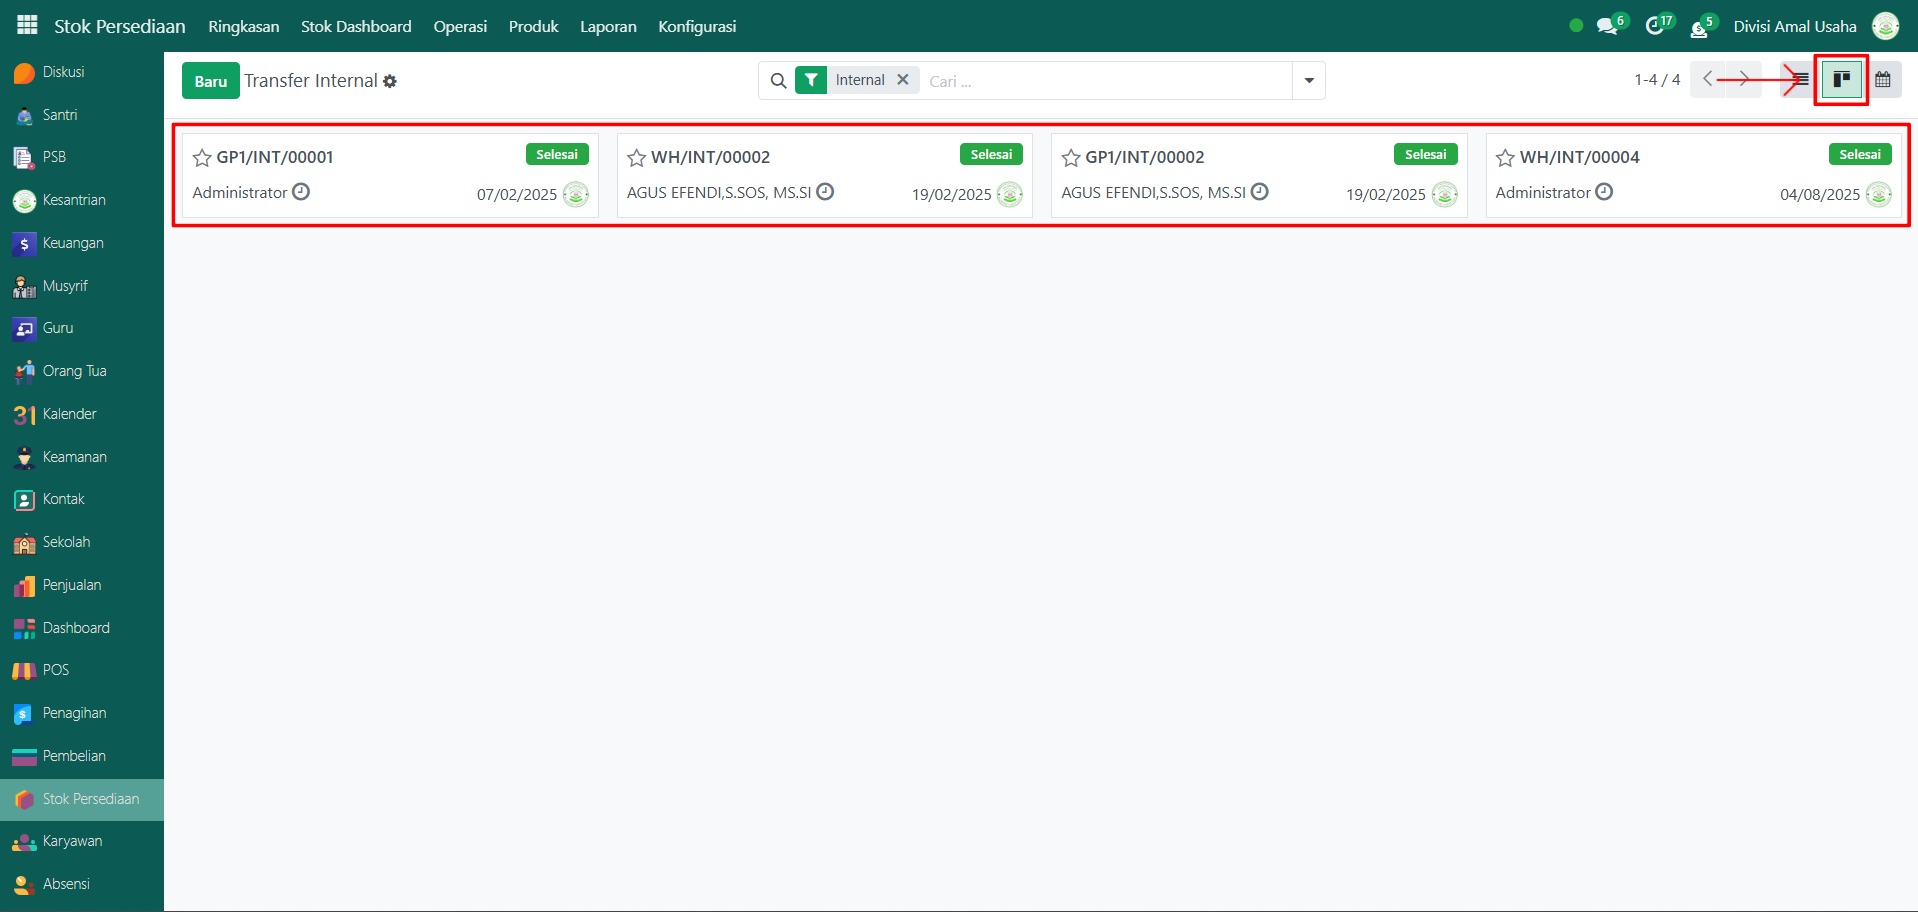 Stok Persediaan Ringkasan Stok Dashboard Operasi Produk Laporan Konfigurasi 6 17 5 Divisi Amal Usaha
Baru Transfer Internal Internal Cari ... 1-4 / 4
GP1/INT/00001 Selesai
Administrator 07/02/2025
WH/INT/00002 Selesai
AGUS EFENDI,S.SOS, MS.SI 19/02/2025
GP1/INT/00002 Selesai
AGUS EFENDI,S.SOS, MS.SI 19/02/2025
WH/INT/00004 Selesai
Administrator 04/08/2025
Diskusi
Santri
PSB
Kesantrian
Keuangan
Musyrif
Guru
Orang Tua
31 Kalender
Keamanan
Kontak
Sekolah
Penjualan
Dashboard
POS
Penagihan
Pembelian
Stok Persediaan
Karyawan
Absensi